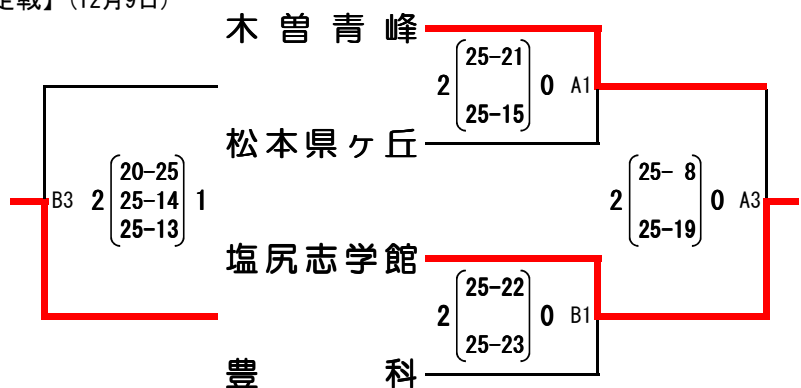 定戦】(12月9日)
木曽青峰
2 25-21 0 A1
25-15
松本県ヶ丘
B3 2 20-25 1
25-14
25-13
2 25- 8 0 A3
25-19
塩尻志学館
2 25-22 0 B1
25-23
豊科